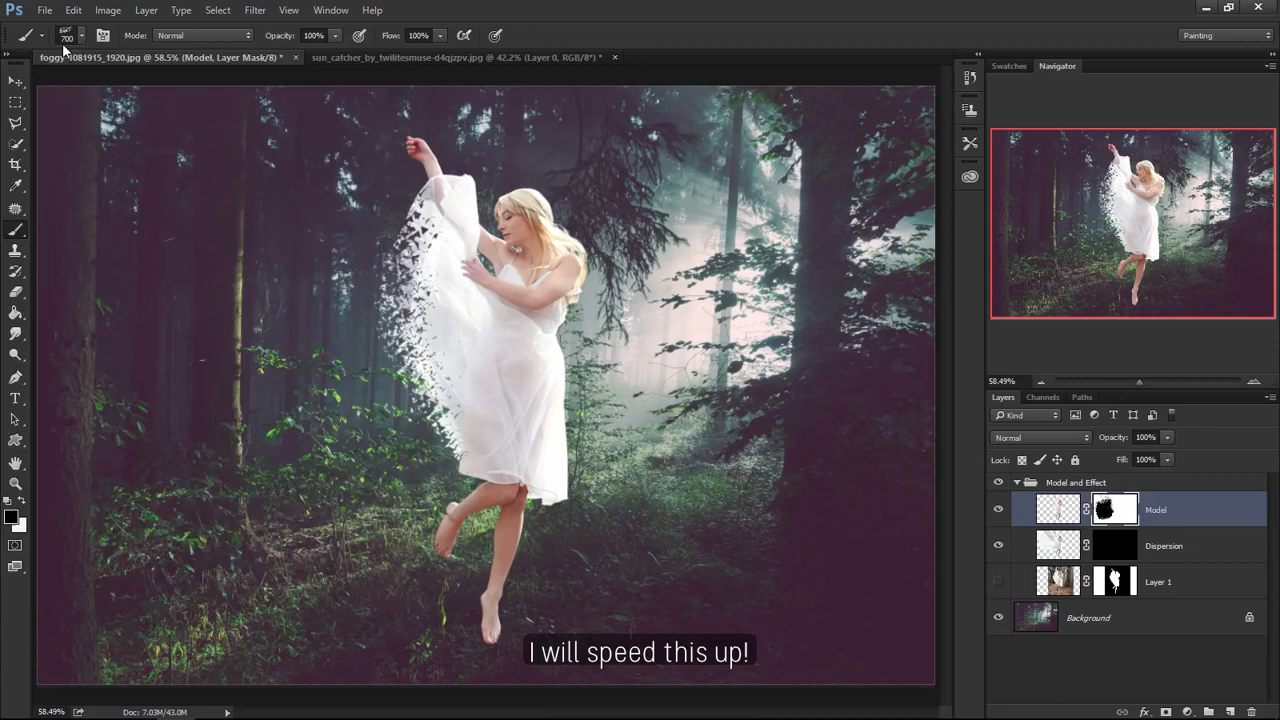 Ps File Edit Image Layer Type Select Filter View Window Help
700 Mode: Normal Opacity: 100% Flow: 100% Painting
foggy-1081915_1920.jpg @ 58.5% (Model, Layer Mask/8) * × sun_catcher_by_twilitesmuse-d4qjzpv.jpg @ 42.2% (Layer 0, RGB/8*) * ×
Swatches Navigator
58.49%
Layers Channels Paths
Kind
Normal Opacity: 100%
Lock: Fill: 100%
Model and Effect
Model
Dispersion
Layer 1
Background
I will speed this up!
58.49% Doc: 7.03M/43.0M